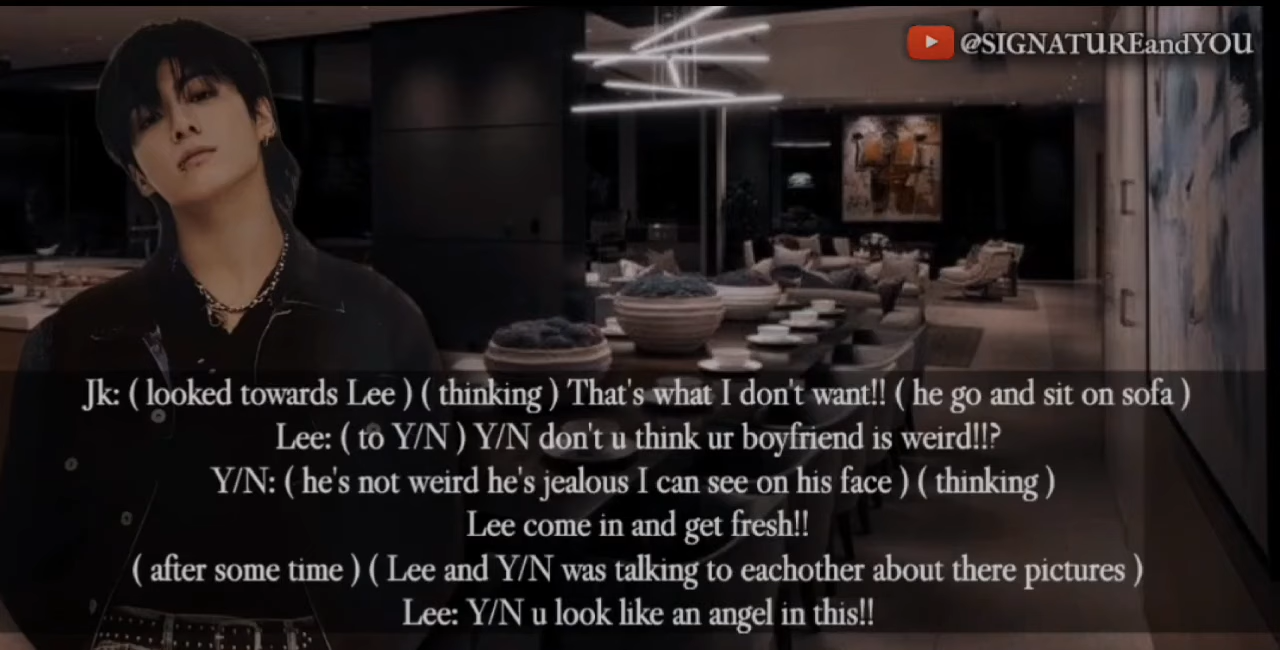 @SIGNATUREandYOU
Jk: ( looked towards Lee ) ( thinking ) That's what I don't want!! ( he go and sit on sofa )
Lee: ( to Y/N ) Y/N don't u think ur boyfriend is weird!!?
Y/N: ( he's not weird he's jealous I can see on his face ) ( thinking )
Lee come in and get fresh!!
( after some time ) ( Lee and Y/N was talking to eachother about there pictures )
Lee: Y/N u look like an angel in this!!